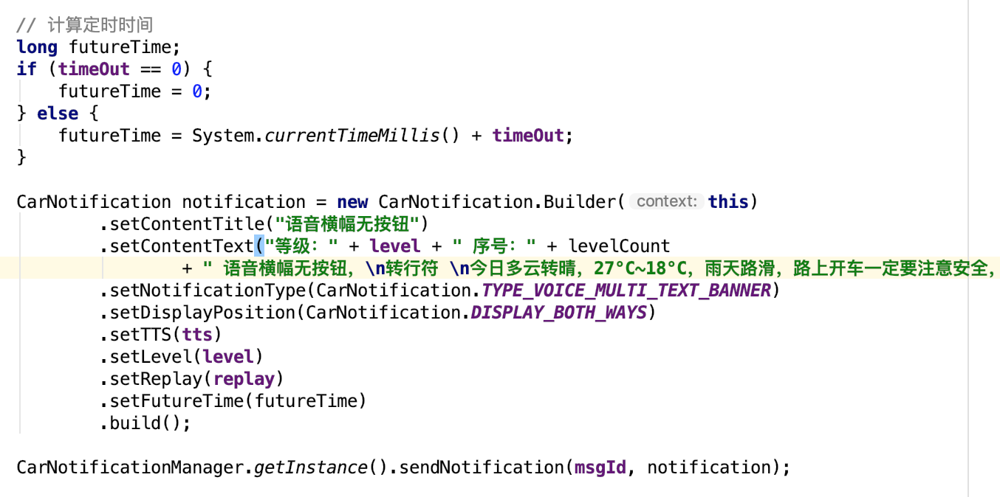 // 计算定时时间
long futureTime;
if (timeOut == 0) {
    futureTime = 0;
} else {
    futureTime = System.currentTimeMillis() + timeOut;
}
CarNotification notification = new CarNotification.Builder( context: this)
        .setContentTitle("语音横幅无按钮")
        .setContentText("等级：" + level + " 序号：" + levelCount
                + " 语音横幅无按钮，\n转行符 \n今日多云转晴，27°C~18°C，雨天路滑，路上开车一定要注意安全，
        .setNotificationType(CarNotification.TYPE_VOICE_MULTI_TEXT_BANNER)
        .setDisplayPosition(CarNotification.DISPLAY_BOTH_WAYS)
        .setTTS(tts)
        .setLevel(level)
        .setReplay(replay)
        .setFutureTime(futureTime)
        .build();
CarNotificationManager.getInstance().sendNotification(msgId, notification);